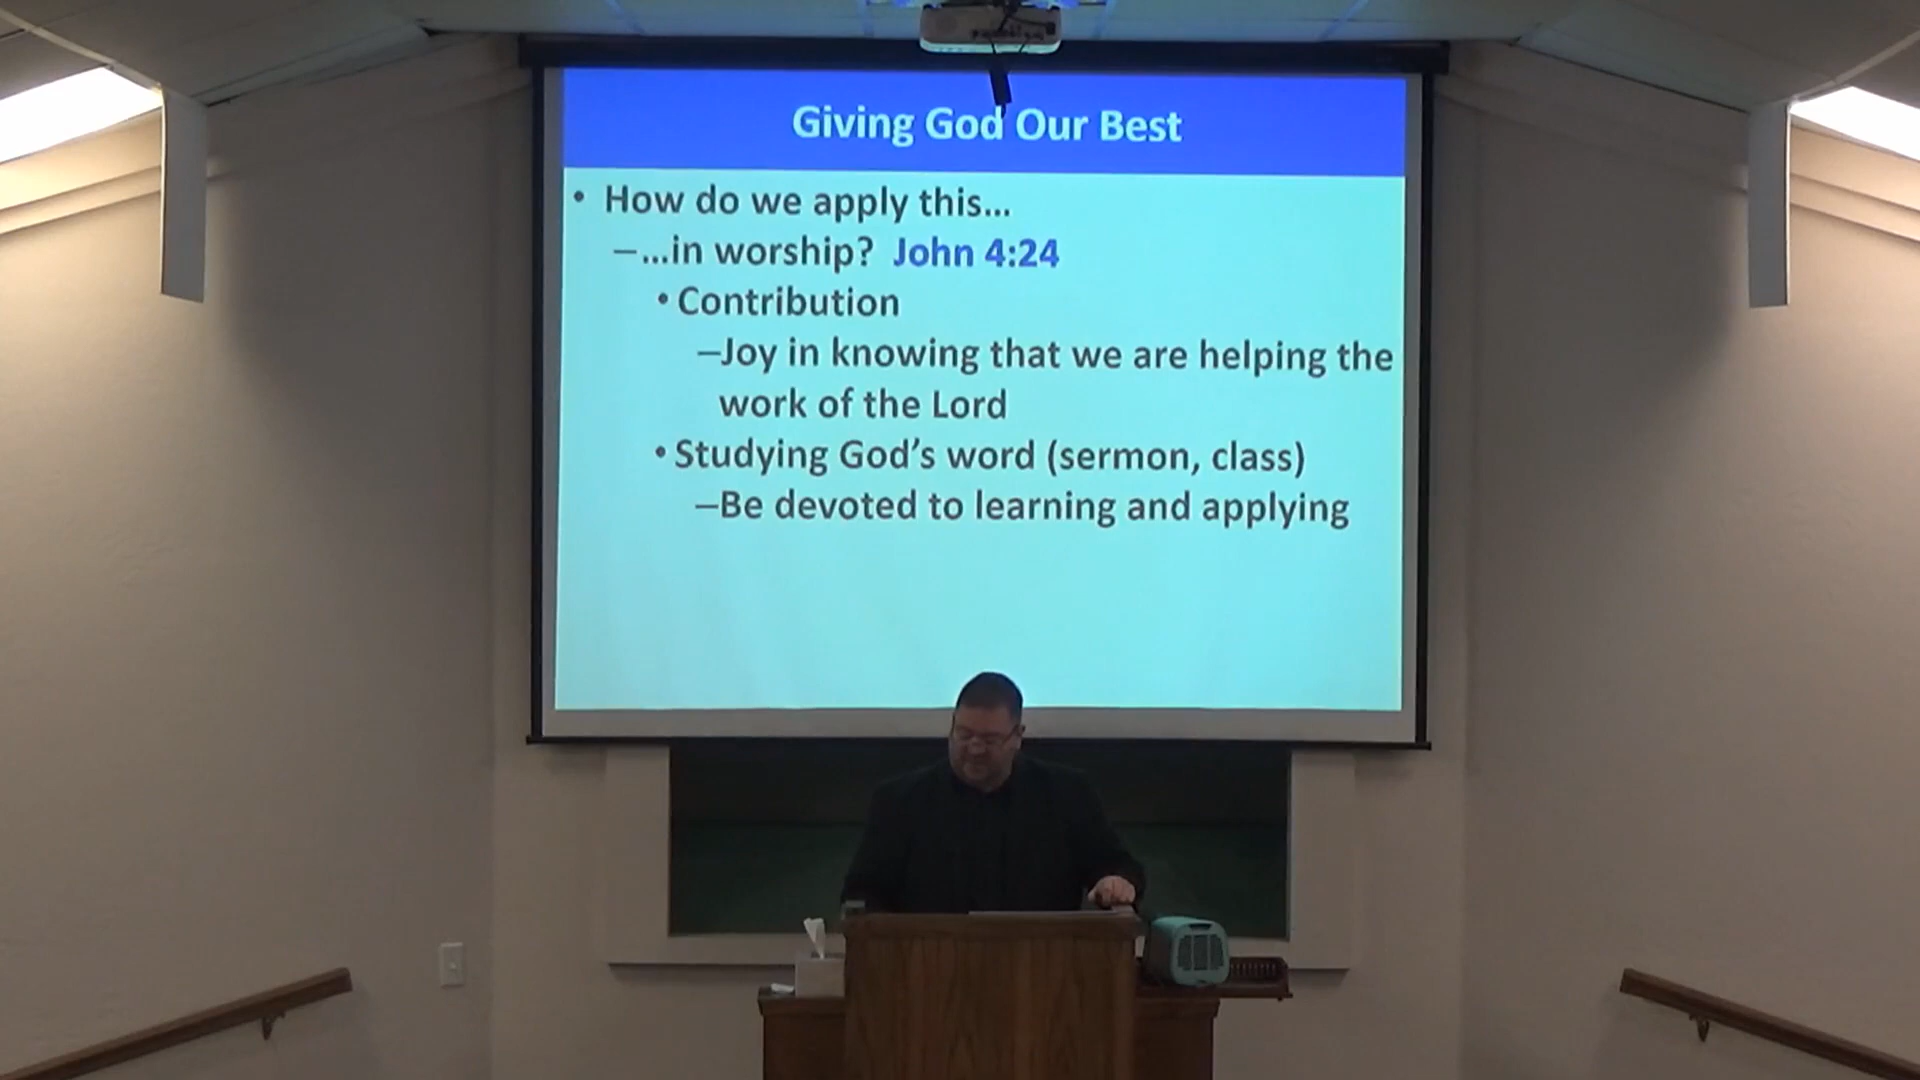 Giving God Our Best
• How do we apply this...
–...in worship? John 4:24
• Contribution
–Joy in knowing that we are helping the
work of the Lord
• Studying God's word (sermon, class)
–Be devoted to learning and applying